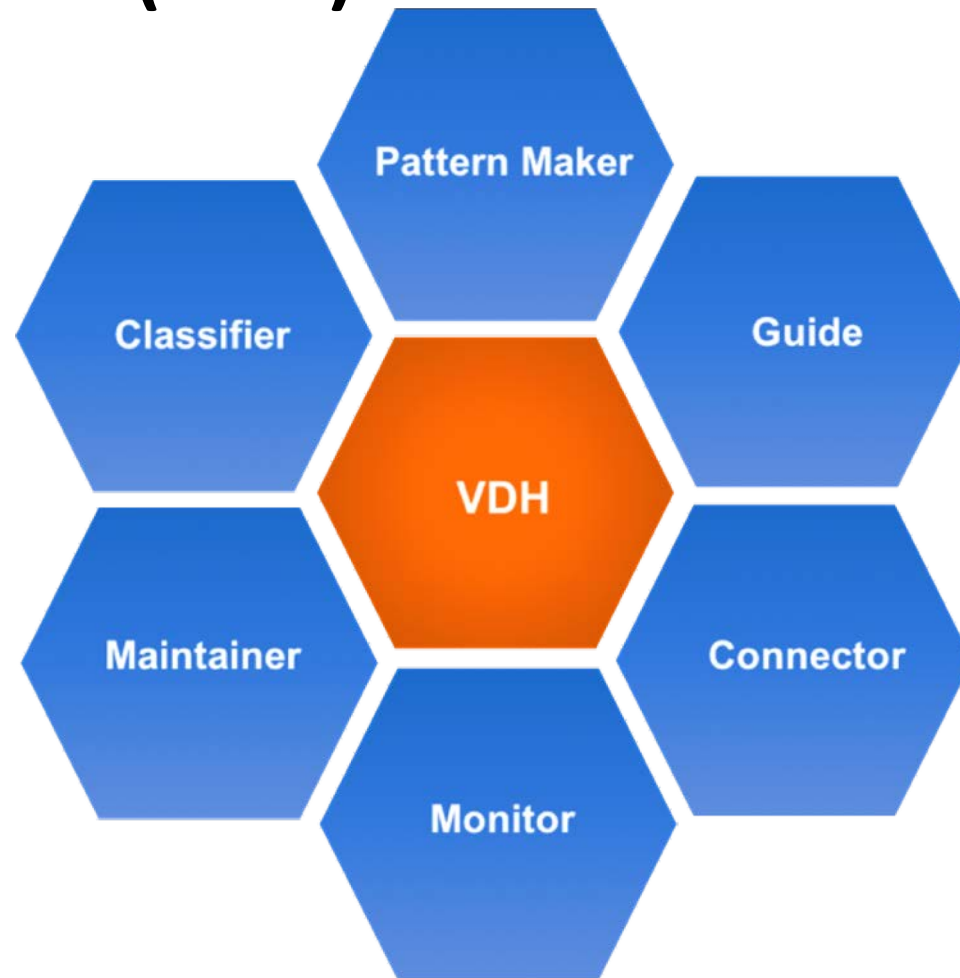 Pattern Maker
Classifier
Guide
VDH
Maintainer
Connector
Monitor